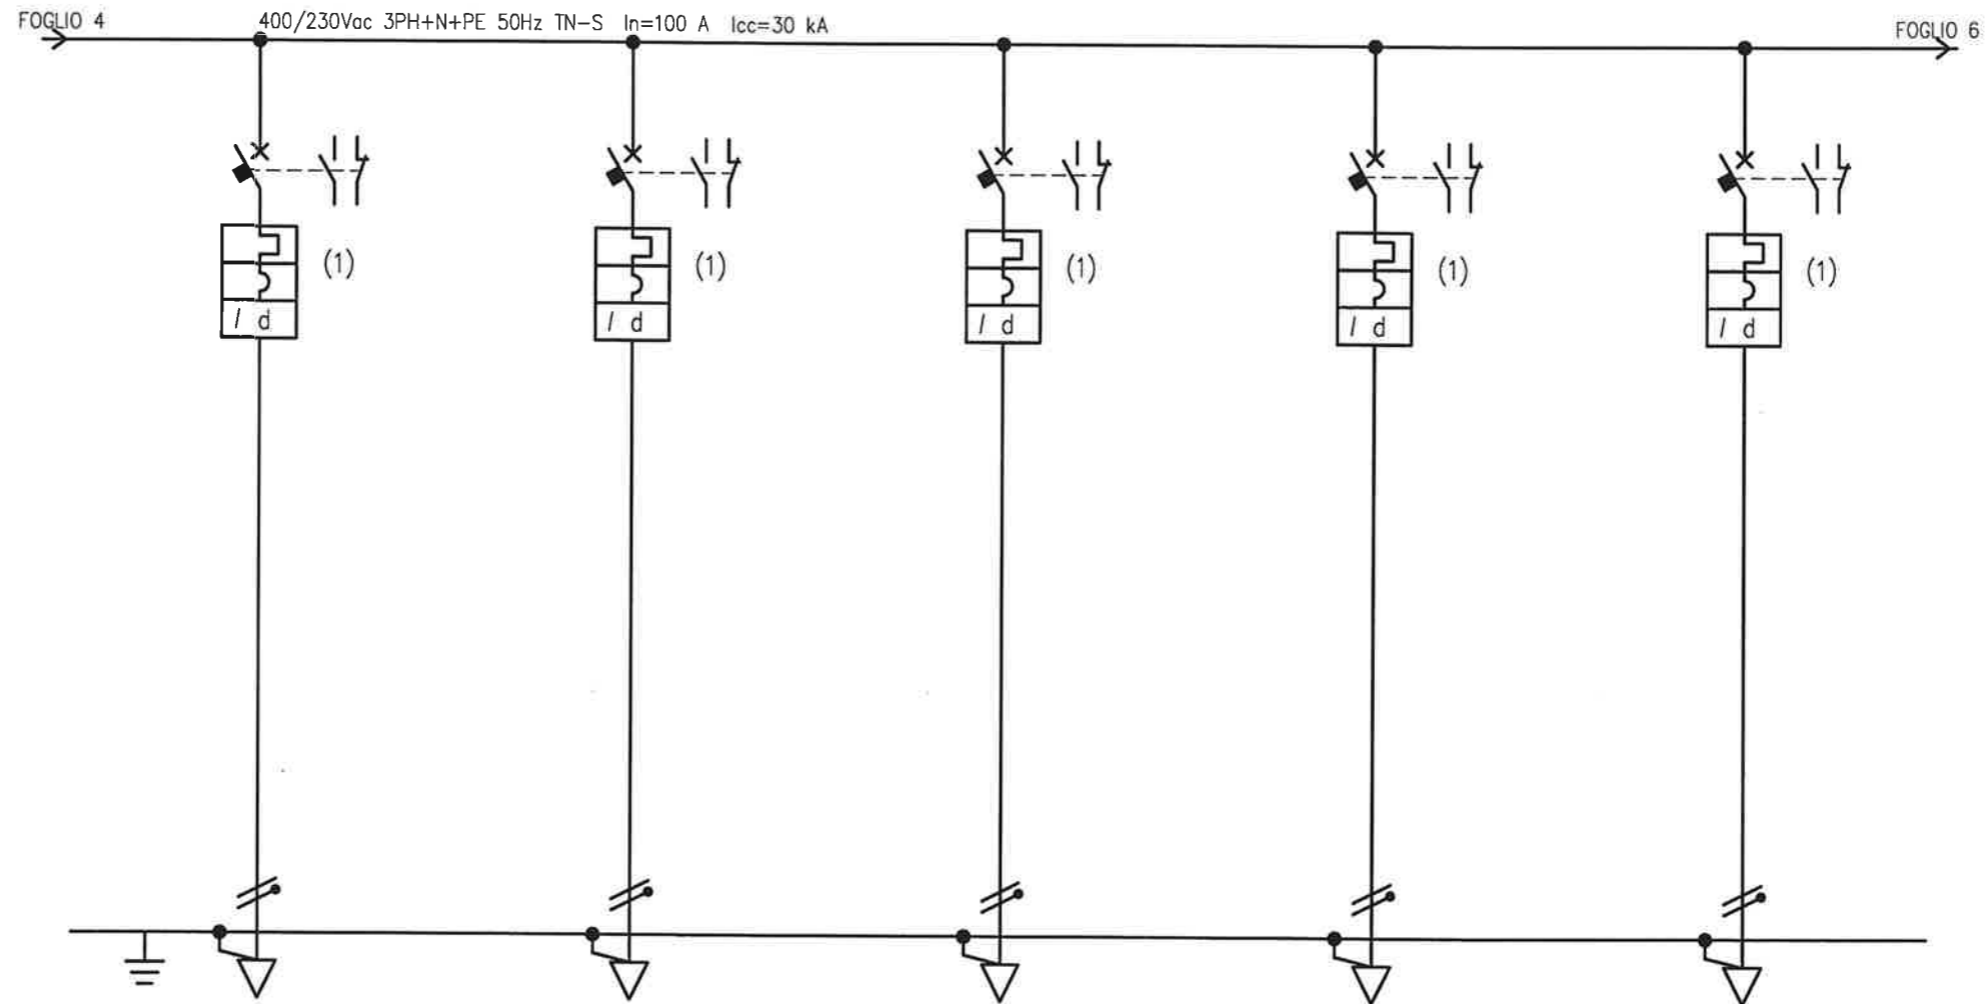 FOGLIO 4
400/230Vac 3PH+N+PE 50Hz TN-S In=100 A Icc=30 kA
FOGLIO 6
(1) (1) (1) (1) (1)
I d I d I d I d I d